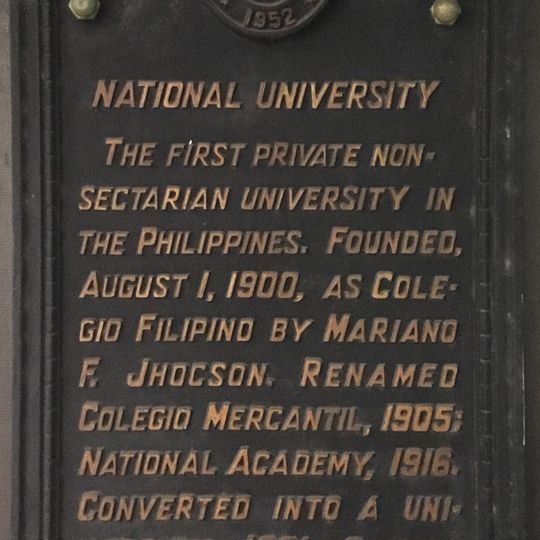 1952
NATIONAL UNIVERSITY
THE FIRST PRIVATE NON-
SECTARIAN UNIVERSITY IN
THE PHILIPPINES. FOUNDED,
AUGUST 1, 1900, AS COLE-
GIO FILIPINO BY MARIANO
F. JHOCSON. RENAMED
COLEGIO MERCANTIL, 1905;
NATIONAL ACADEMY, 1916.
CONVERTED INTO A UNI-